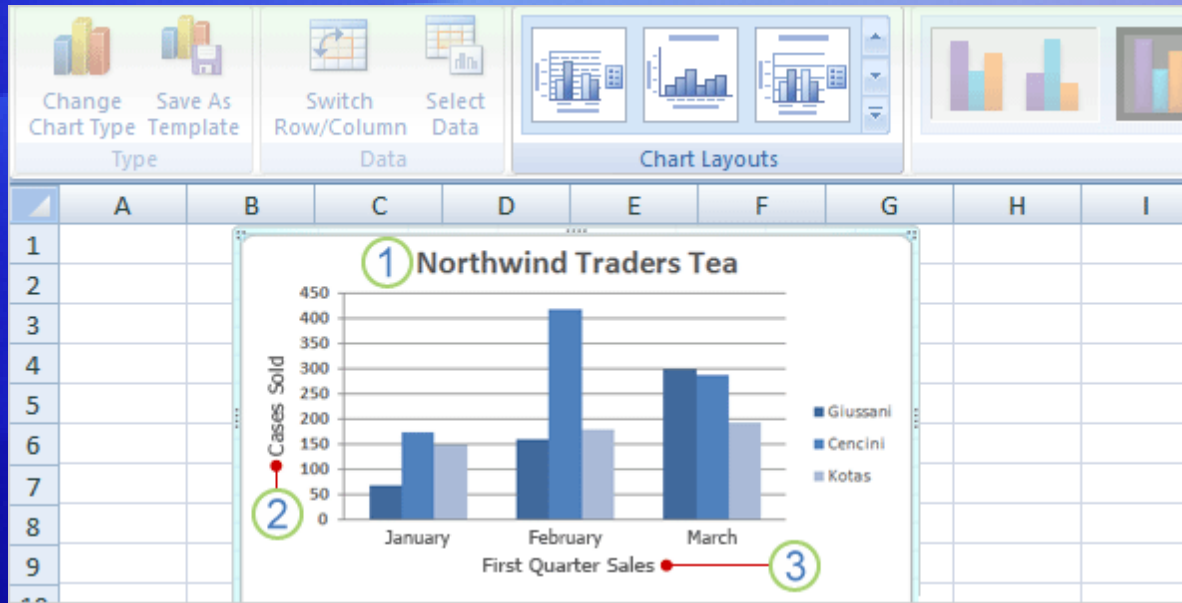 Change Chart Type
Save As Template
Switch Row/Column
Select Data
Type
Data
Chart Layouts
A B C D E F G H I
1
2
3
4
5
6
7
8
9
10
1 Northwind Traders Tea
450
400
350
300
250
200
150
100
50
0
Cases Sold
2
January February March
First Quarter Sales 3
Giussani
Cencini
Kotas